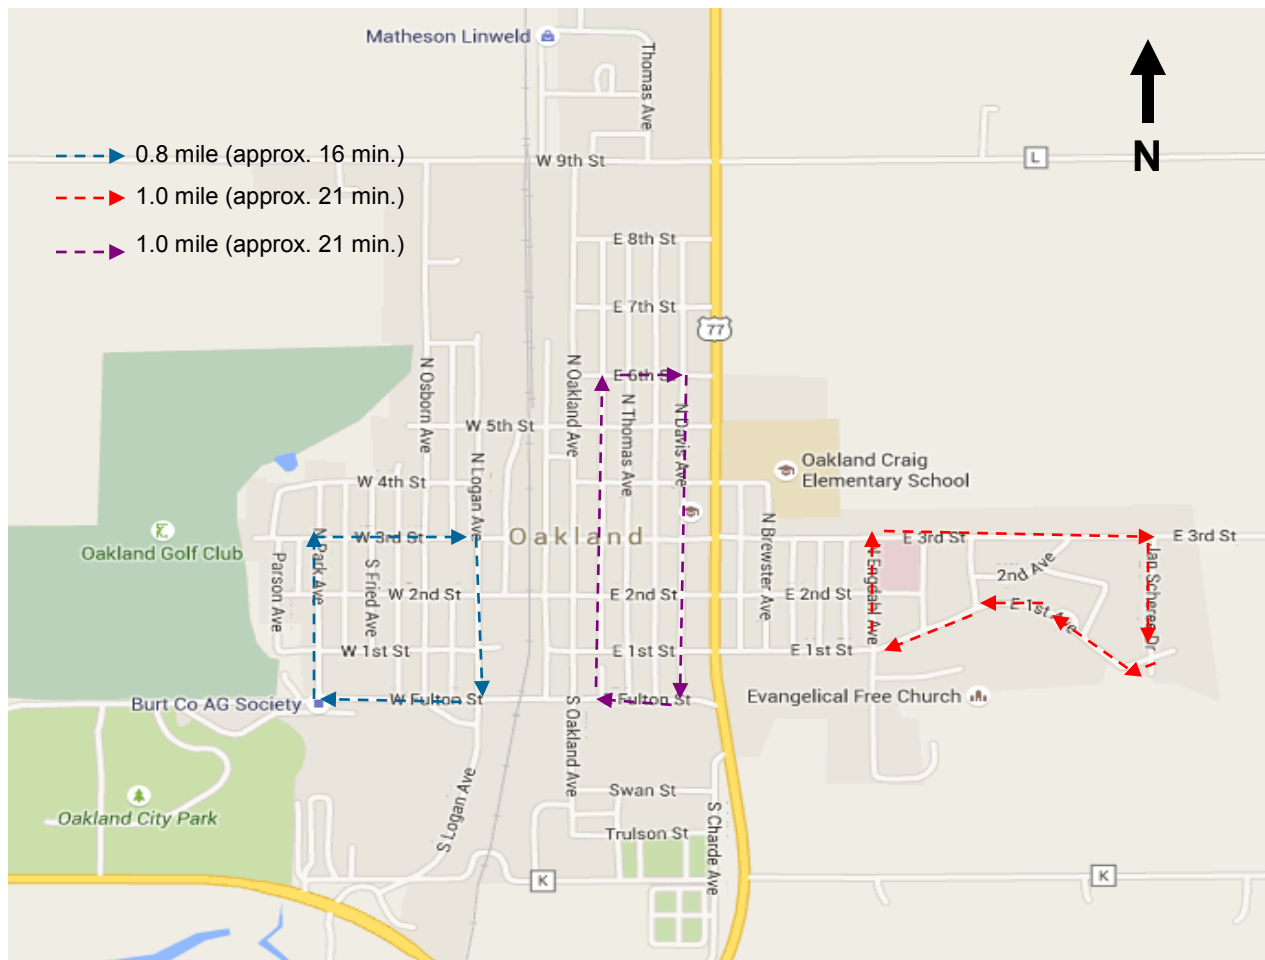 Matheson Linweld
Thomas Ave
N
0.8 mile (approx. 16 min.)
1.0 mile (approx. 21 min.)
1.0 mile (approx. 21 min.)
W 9th St
L
E 8th St
E 7th St
77
N Osborn Ave
N Oakland Ave
E 6th St
N Thomas Ave
N Davis Ave
W 5th St
N Logan Ave
Oakland Craig
Elementary School
W 4th St
N Park Ave
W 3rd St
Oakland
N Brewster Ave
N Engdahl Ave
E 3rd St
E 3rd St
Oakland Golf Club
Parson Ave
S Fried Ave
2nd Ave
Jan Scheree Dr
W 2nd St
E 2nd St
E 2nd St
E 1st Ave
W 1st St
E 1st St
E 1st St
Burt Co AG Society
W Fulton St
S Oakland Ave
Fulton St
Evangelical Free Church
Oakland City Park
S Logan Ave
Swan St
S Charde Ave
Trulson St
K
K